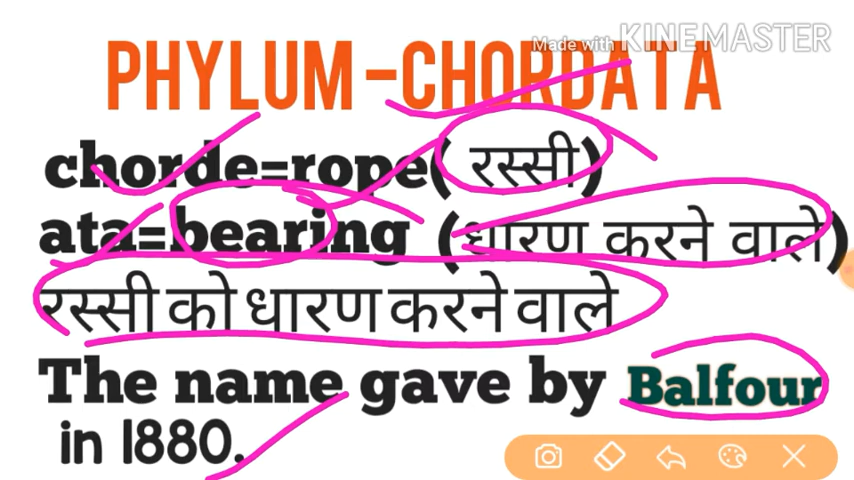 Made with KINEMASTER
PHYLUM-CHORDATA
chorde=rope( रस्सी)
ata=bearing (धारण करने वाले)
रस्सी को धारण करने वाले
The name gave by Balfour
in 1880.